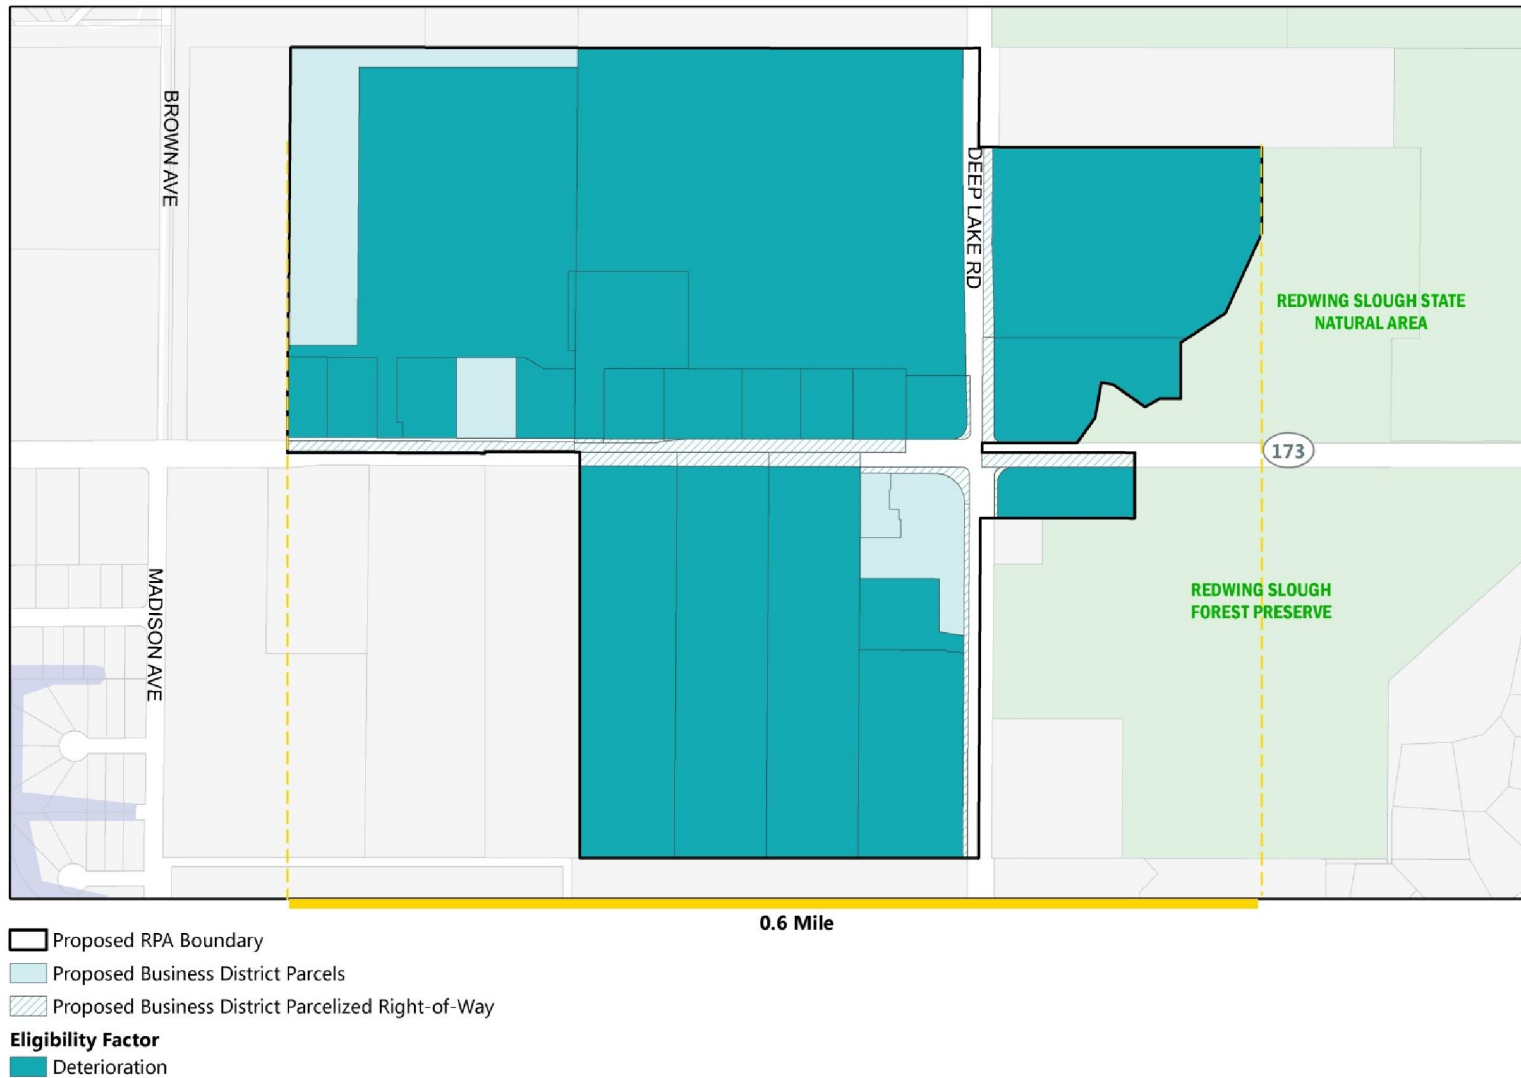 BROWN AVE
DEEP LAKE RD
REDWING SLOUGH STATE
NATURAL AREA
173
MADISON AVE
REDWING SLOUGH
FOREST PRESERVE
0.6 Mile
Proposed RPA Boundary
Proposed Business District Parcels
Proposed Business District Parcelized Right-of-Way
Eligibility Factor
Deterioration